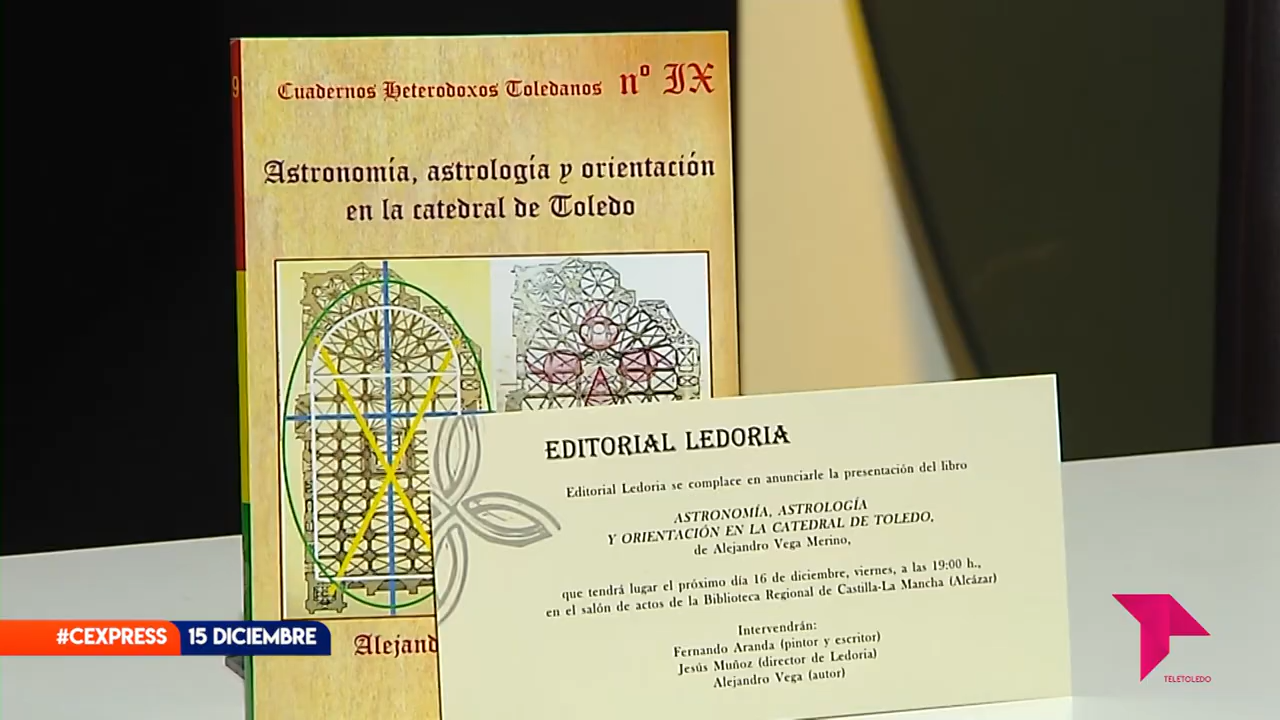 9
Cuadernos Heterodoxos Toledanos nº IX
Astronomía, astrología y orientación
en la catedral de Toledo
Alejand
EDITORIAL LEDORIA
Editorial Ledoria se complace en anunciarle la presentación del libro
ASTRONOMÍA, ASTROLOGÍA
Y ORIENTACIÓN EN LA CATEDRAL DE TOLEDO,
de Alejandro Vega Merino,
que tendrá lugar el próximo día 16 de diciembre, viernes, a las 19:00 h.,
en el salón de actos de la Biblioteca Regional de Castilla-La Mancha (Alcázar)
Intervendrán:
Fernando Aranda (pintor y escritor)
Jesús Muñoz (director de Ledoria)
Alejandro Vega (autor)
#CEXPRESS 15 DICIEMBRE
TELETOLEDO